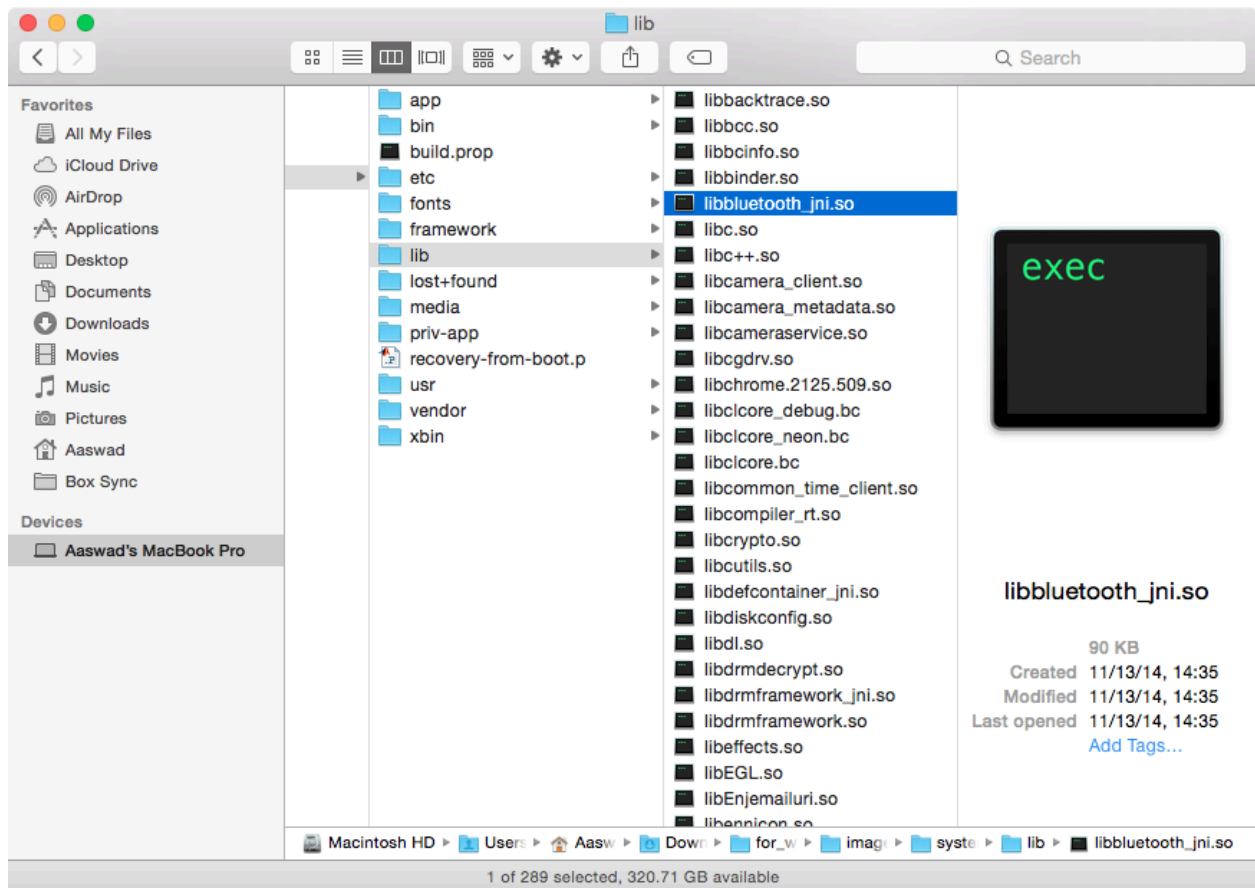 lib
Search
Favorites
All My Files
iCloud Drive
AirDrop
Applications
Desktop
Documents
Downloads
Movies
Music
Pictures
Aaswad
Box Sync
Devices
Aaswad's MacBook Pro
app
bin
build.prop
etc
fonts
framework
lib
lost+found
media
priv-app
recovery-from-boot.p
usr
vendor
xbin
libbacktrace.so
libbcc.so
libbcinfo.so
libbinder.so
libbluetooth_jni.so
libc.so
libc++.so
libcamera_client.so
libcamera_metadata.so
libcameraservice.so
libcgdrv.so
libchrome.2125.509.so
libclcore_debug.bc
libclcore_neon.bc
libclcore.bc
libcommon_time_client.so
libcompiler_rt.so
libcrypto.so
libcutils.so
libdefcontainer_jni.so
libdiskconfig.so
libdl.so
libdrmdecrypt.so
libdrmframework_jni.so
libdrmframework.so
libeffects.so
libEGL.so
libEnjemailuri.so
libennicon.so
exec
libbluetooth_jni.so
90 KB
Created 11/13/14, 14:35
Modified 11/13/14, 14:35
Last opened 11/13/14, 14:35
Add Tags...
Macintosh HD Users Aasw Down for_w imag syste lib libbluetooth_jni.so
1 of 289 selected, 320.71 GB available